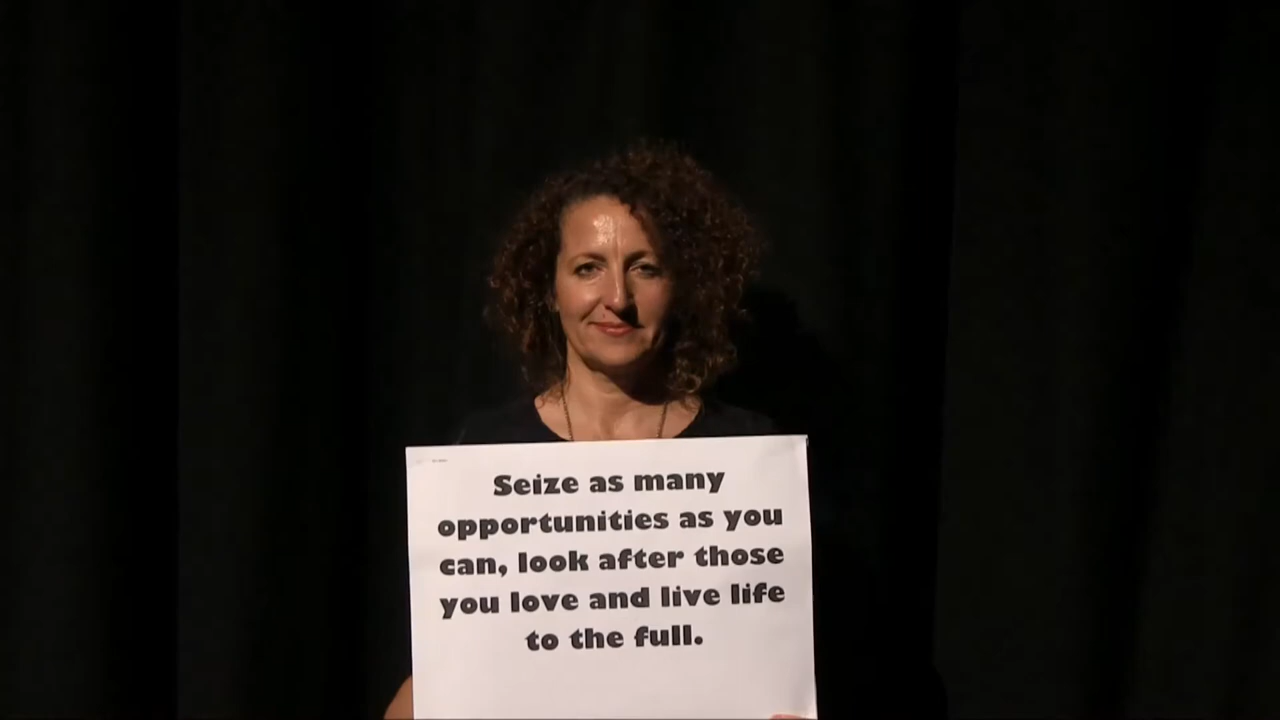 Seize as many
opportunities as you
can, look after those
you love and live life
to the full.